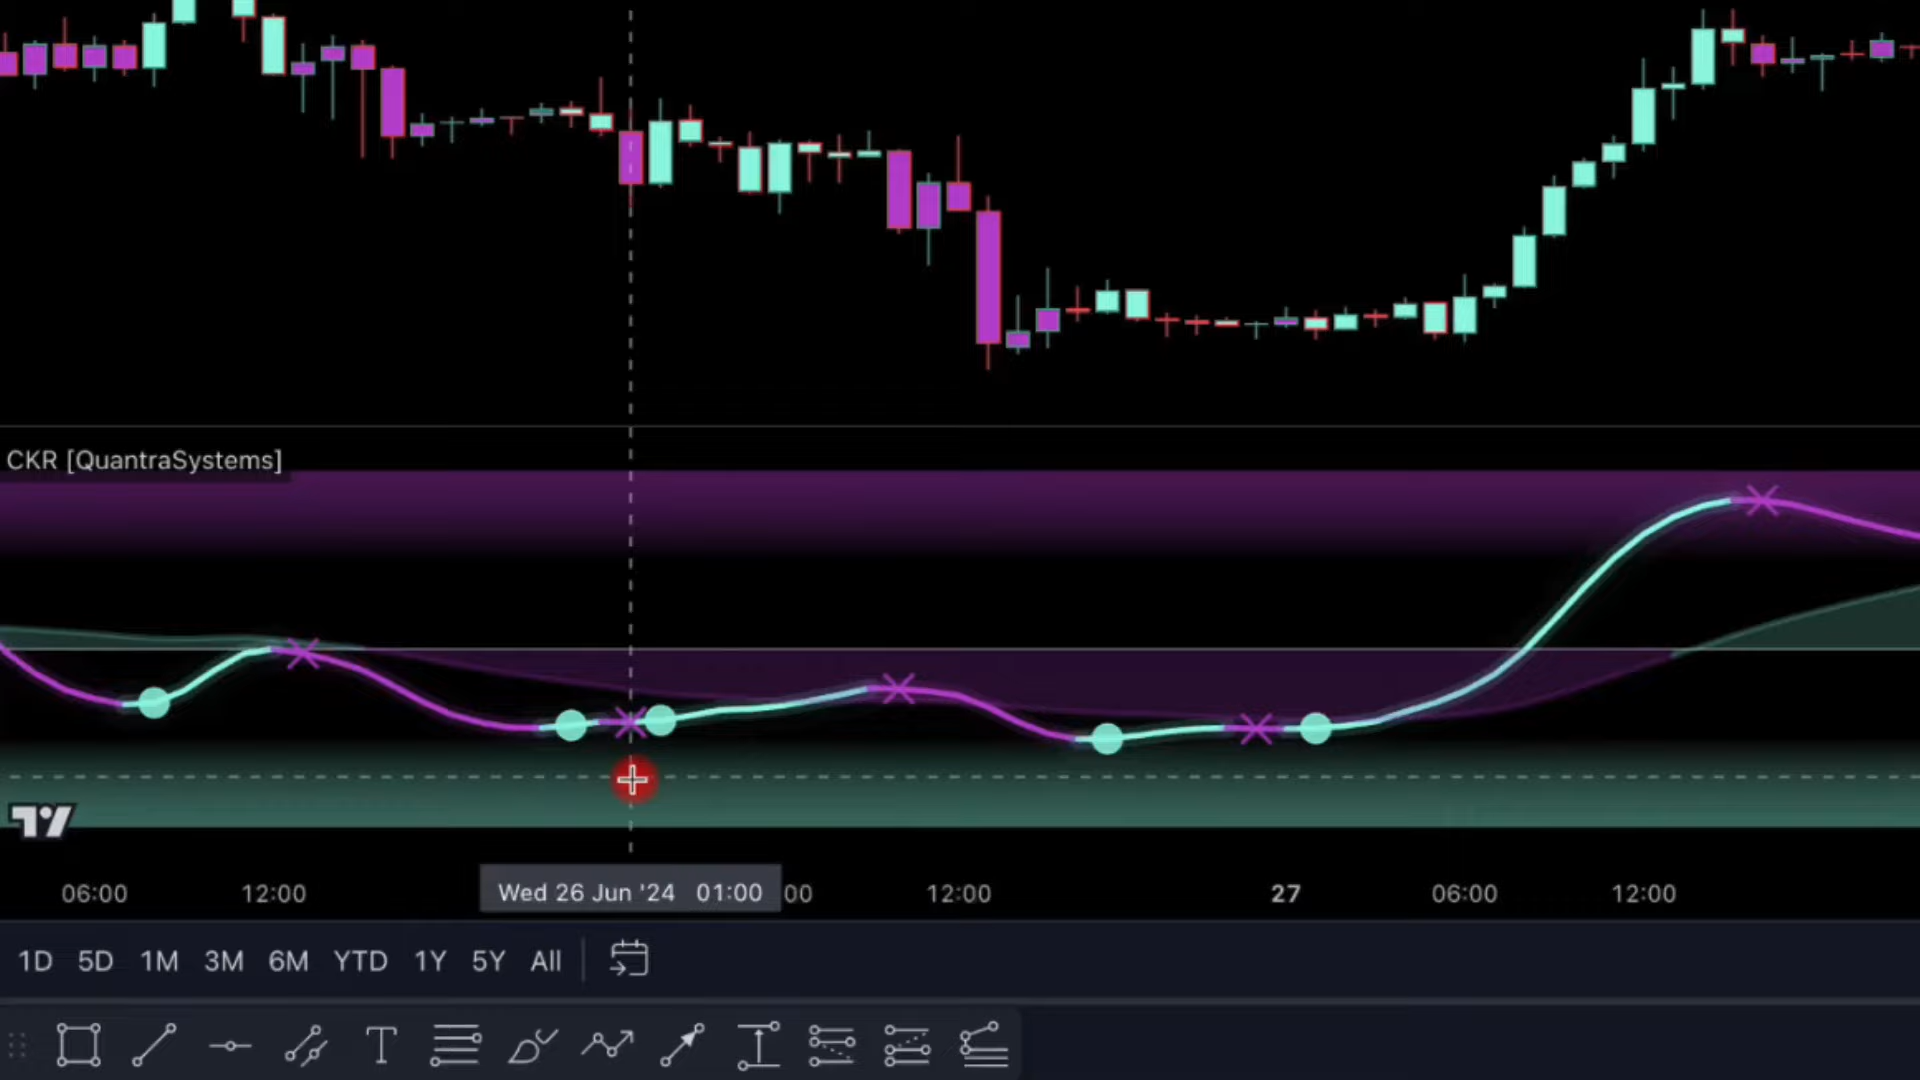 CKR [QuantraSystems]
06:00 12:00 Wed 26 Jun '24 01:00 00 12:00 27 06:00 12:00
1D 5D 1M 3M 6M YTD 1Y 5Y All